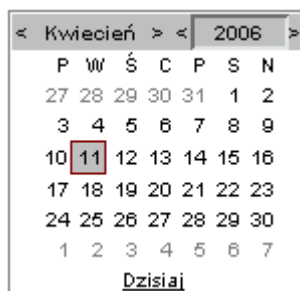 < Kwiecień > < 2006 >
P W Ś C P S N
27 28 29 30 31 1 2
3 4 5 6 7 8 9
10 11 12 13 14 15 16
17 18 19 20 21 22 23
24 25 26 27 28 29 30
1 2 3 4 5 6 7
Dzisiaj